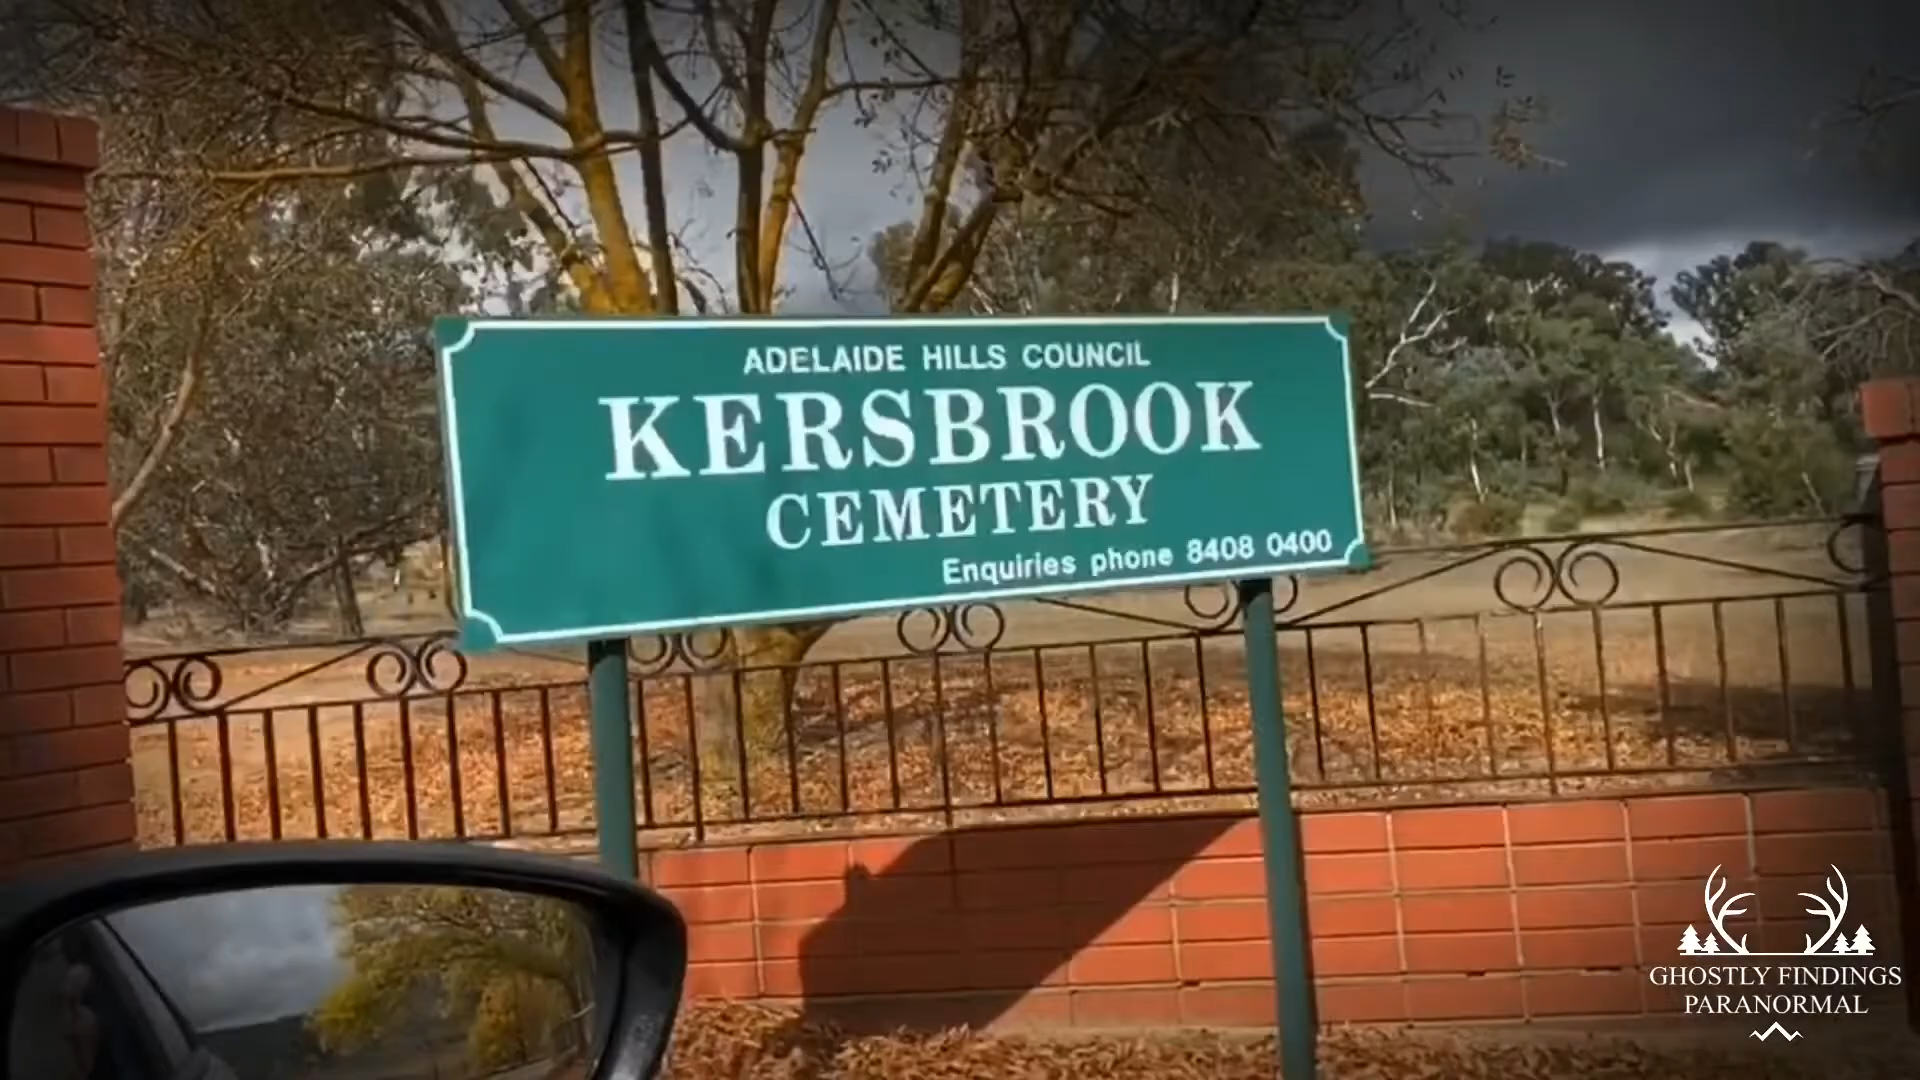 ADELAIDE HILLS COUNCIL
KERSBROOK
CEMETERY
Enquiries phone 8408 0400
GHOSTLY FINDINGS
PARANORMAL